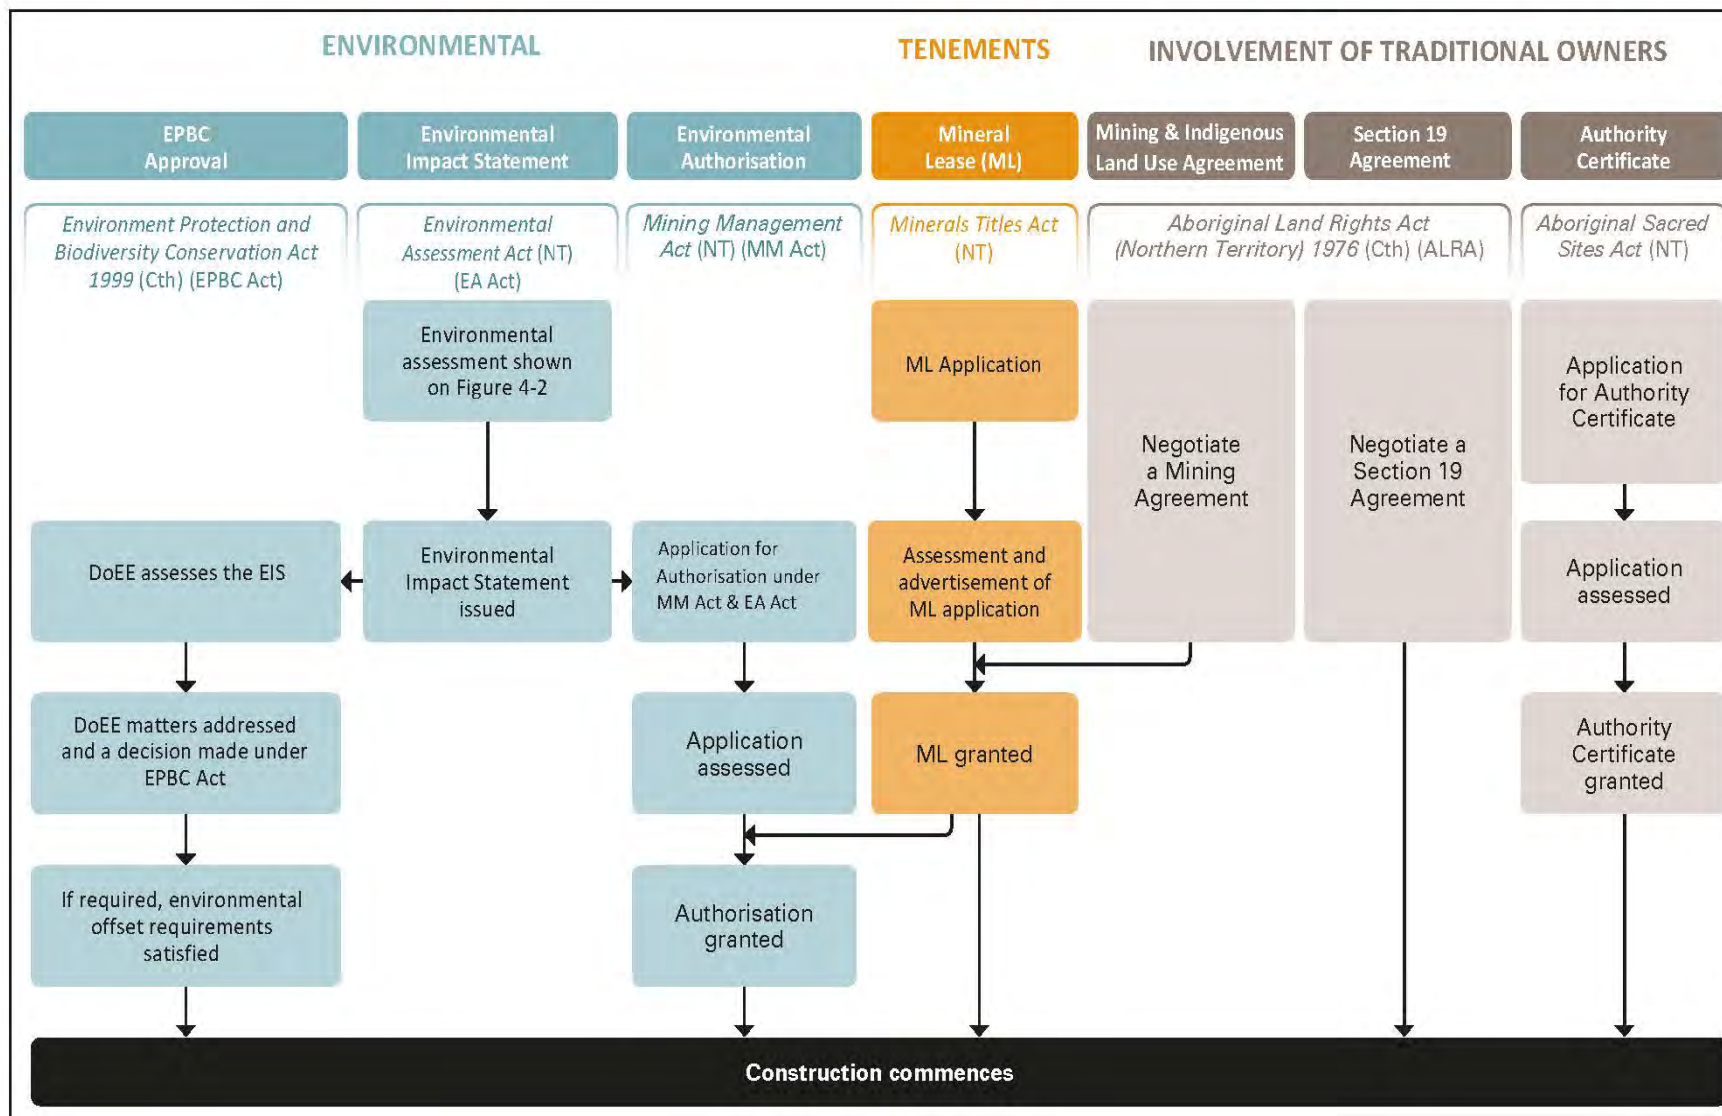 ENVIRONMENTAL
TENEMENTS
INVOLVEMENT OF TRADITIONAL OWNERS
EPBC
Approval
Environmental
Impact Statement
Environmental
Authorisation
Mineral
Lease (ML)
Mining & Indigenous
Land Use Agreement
Section 19
Agreement
Authority
Certificate
Environment Protection and
Biodiversity Conservation Act
1999 (Cth) (EPBC Act)
Environmental
Assessment Act (NT)
(EA Act)
Mining Management
Act (NT) (MM Act)
Minerals Titles Act
(NT)
Aboriginal Land Rights Act
(Northern Territory) 1976 (Cth) (ALRA)
Aboriginal Sacred
Sites Act (NT)
Environmental
assessment shown
on Figure 4-2
ML Application
Negotiate
a Mining
Agreement
Negotiate a
Section 19
Agreement
Application
for Authority
Certificate
DoEE assesses the EIS
Environmental
Impact Statement
issued
Application for
Authorisation under
MM Act & EA Act
Assessment and
advertisement of
ML application
Application
assessed
DoEE matters addressed
and a decision made under
EPBC Act
Application
assessed
ML granted
Authority
Certificate
granted
If required, environmental
offset requirements
satisfied
Authorisation
granted
Construction commences